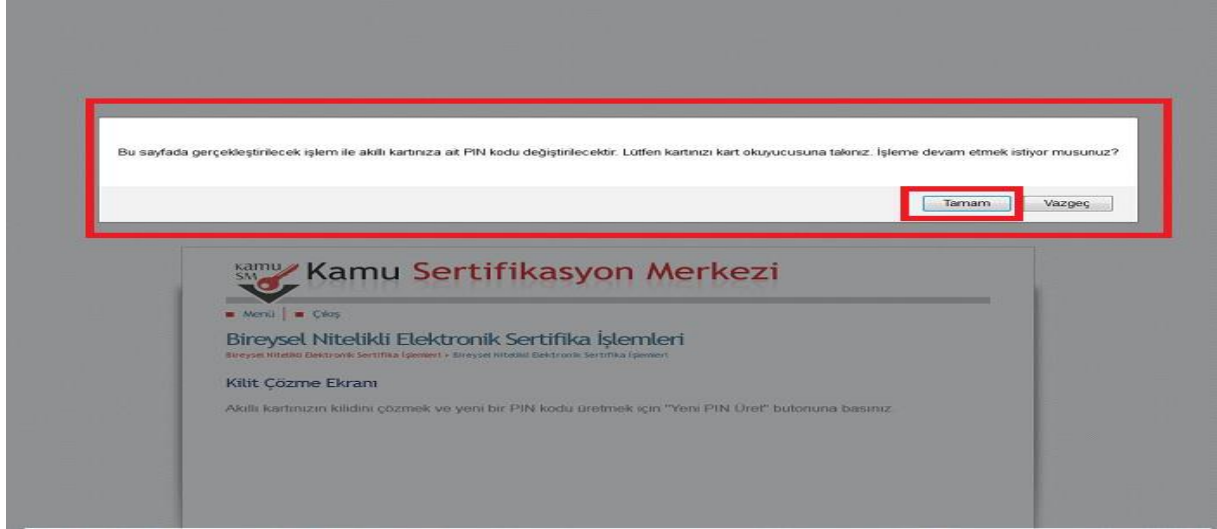 Bu sayfada gerçekleştirilecek işlem ile akıllı kartınıza ait PIN kodu değiştirilecektir. Lütfen kartınızı kart okuyucusuna takınız. İşleme devam etmek istiyor musunuz?
Tamam Vazgeç
Kamu SM Kamu Sertifikasyon Merkezi
Menü Çıkış
Bireysel Nitelikli Elektronik Sertifika İşlemleri
Bireysel Nitelikli Elektronik Sertifika İşlemleri › Bireysel Nitelikli Elektronik Sertifika İşlemleri
Kilit Çözme Ekranı
Akıllı kartınızın kilidini çözmek ve yeni bir PIN kodu üretmek için "Yeni PIN Üret" butonuna basınız.